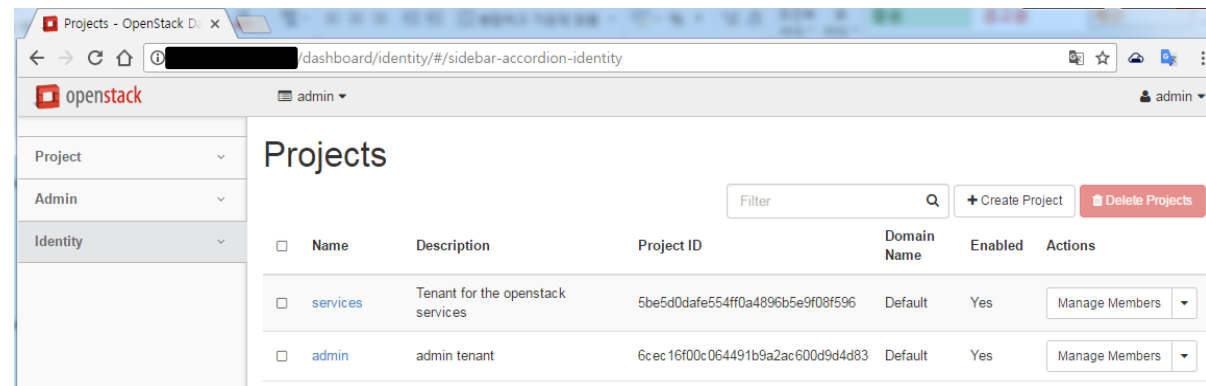 Projects - OpenStack Da
/dashboard/identity/#/sidebar-accordion-identity
openstack
admin
admin
Project
Admin
Identity
Projects
Filter
Create Project
Delete Projects
Name
Description
Project ID
Domain
Name
Enabled
Actions
services
Tenant for the openstack
services
5be5d0dafe554ff0a4896b5e9f08f596
Default
Yes
Manage Members
admin
admin tenant
6cec16f00c064491b9a2ac600d9d4d83
Default
Yes
Manage Members